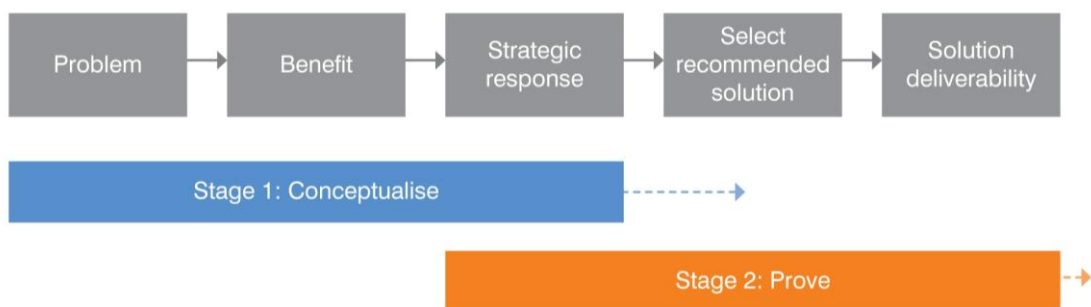 Problem
Benefit
Strategic
response
Select
recommended
solution
Solution
deliverability
Stage 1: Conceptualise
Stage 2: Prove